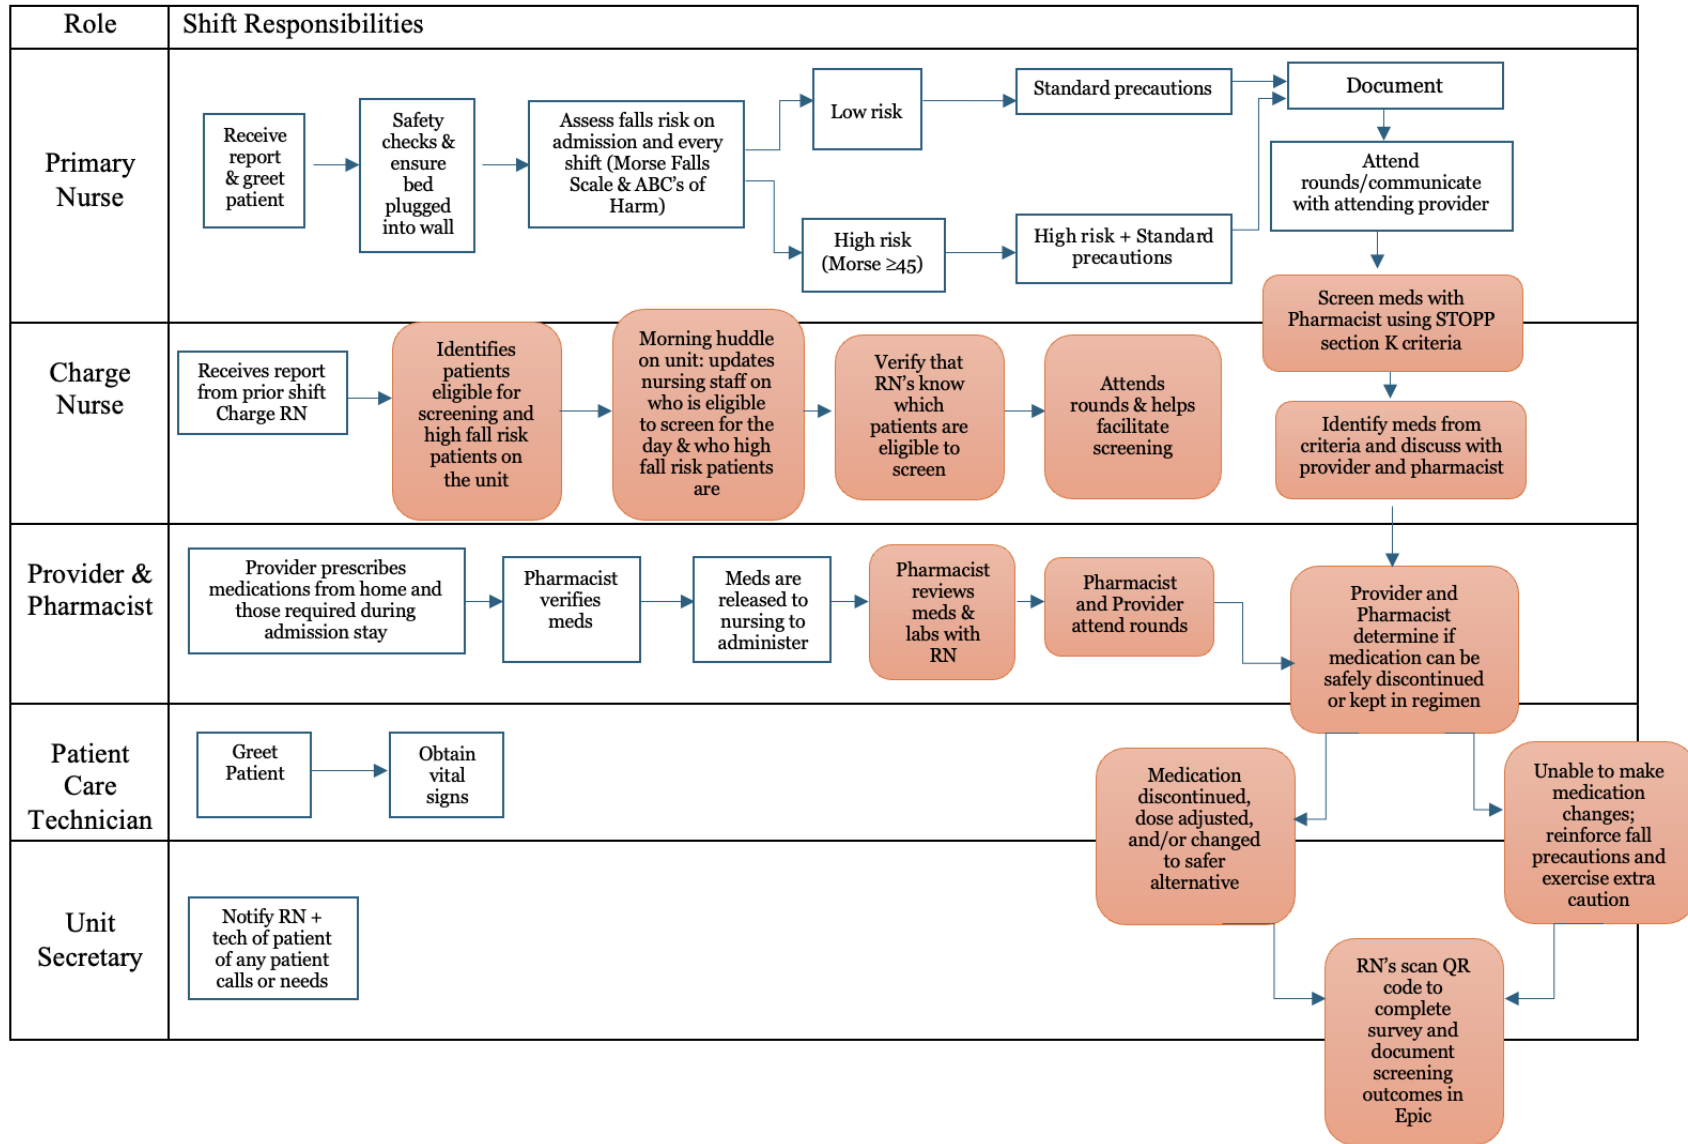 Role
Shift Responsibilities
Primary
Nurse
Receive
report
& greet
patient
Safety
checks &
ensure
bed
plugged
into wall
Assess falls risk on
admission and every
shift (Morse Falls
Scale & ABC's of
Harm)
Low risk
Standard precautions
High risk
(Morse ≥45)
High risk + Standard
precautions
Document
Attend
rounds/communicate
with attending provider
Screen meds with
Pharmacist using STOPP
section K criteria
Charge
Nurse
Receives report
from prior shift
Charge RN
Identifies
patients
eligible for
screening and
high fall risk
patients on
the unit
Morning huddle
on unit: updates
nursing staff on
who is eligible
to screen for the
day & who high
fall risk patients
are
Verify that
RN's know
which
patients are
eligible to
screen
Attends
rounds & helps
facilitate
screening
Identify meds from
criteria and discuss with
provider and pharmacist
Provider &
Pharmacist
Provider prescribes
medications from home and
those required during
admission stay
Pharmacist
verifies
meds
Meds are
released to
nursing to
administer
Pharmacist
reviews
meds &
labs with
RN
Pharmacist
and Provider
attend rounds
Provider and
Pharmacist
determine if
medication can be
safely discontinued
or kept in regimen
Patient
Care
Technician
Greet
Patient
Obtain
vital
signs
Medication
discontinued,
dose adjusted,
and/or changed
to safer
alternative
Unable to make
medication
changes;
reinforce fall
precautions and
exercise extra
caution
Unit
Secretary
Notify RN +
tech of patient
of any patient
calls or needs
RN's scan QR
code to
complete
survey and
document
screening
outcomes in
Epic